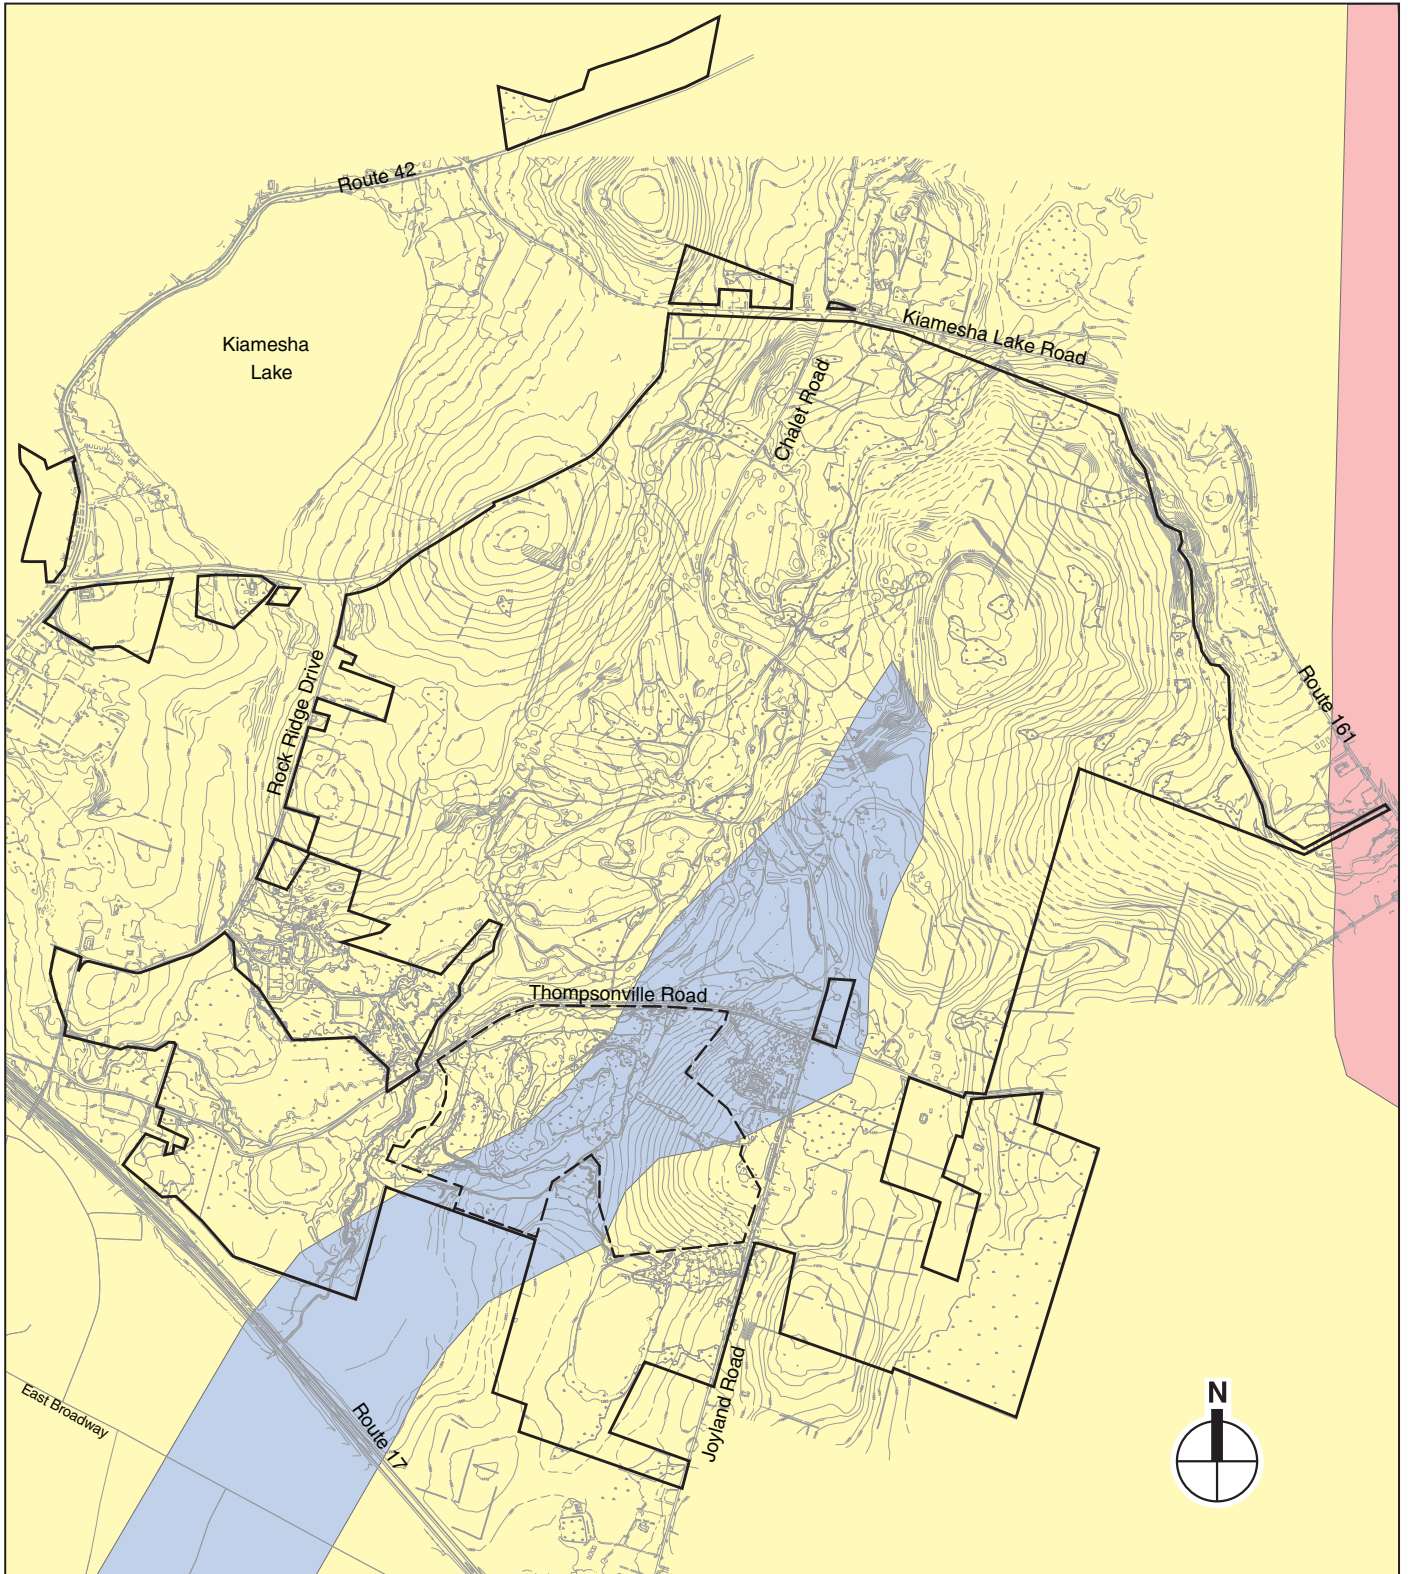 Route 42
Kiamesha
Lake
Kiamesha Lake Road
Chalet Road
Rock Ridge Drive
Route 161
Thompsonville Road
East Broadway
Route 17
Joyland Road
N